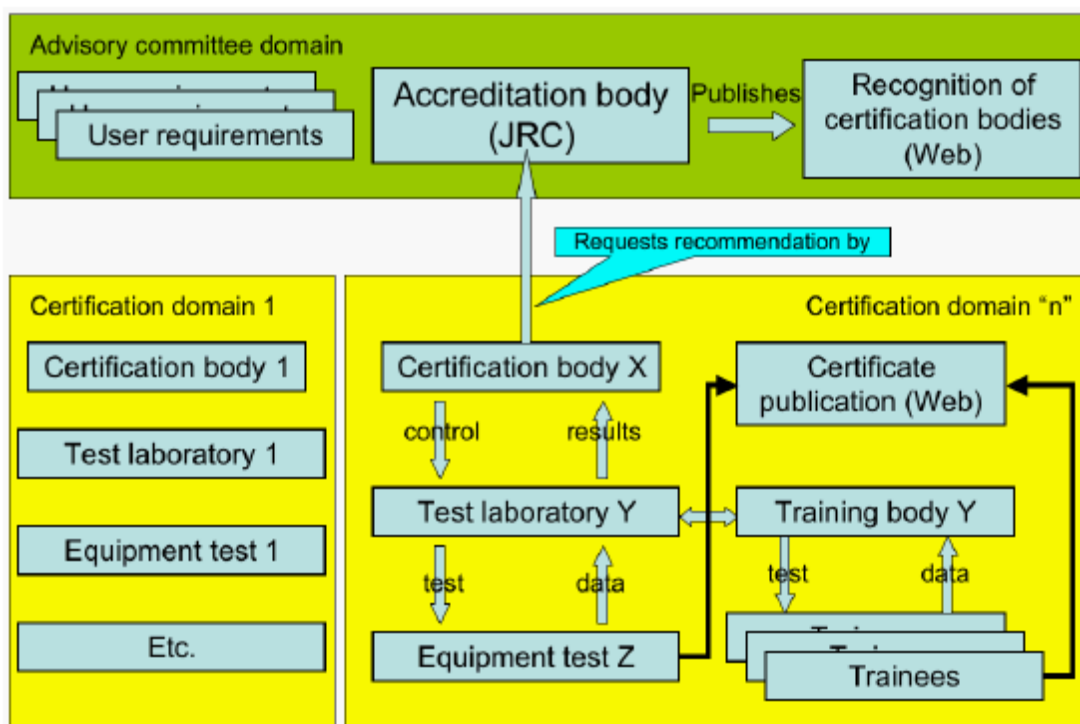 Advisory committee domain
User requirements
Accreditation body
(JRC)
Publishes
Recognition of
certification bodies
(Web)
Requests recommendation by
Certification domain 1
Certification body 1
Test laboratory 1
Equipment test 1
Etc.
Certification domain “n”
Certification body X
Certificate
publication (Web)
control
results
Test laboratory Y
Training body Y
test
data
test
data
Equipment test Z
Trainees